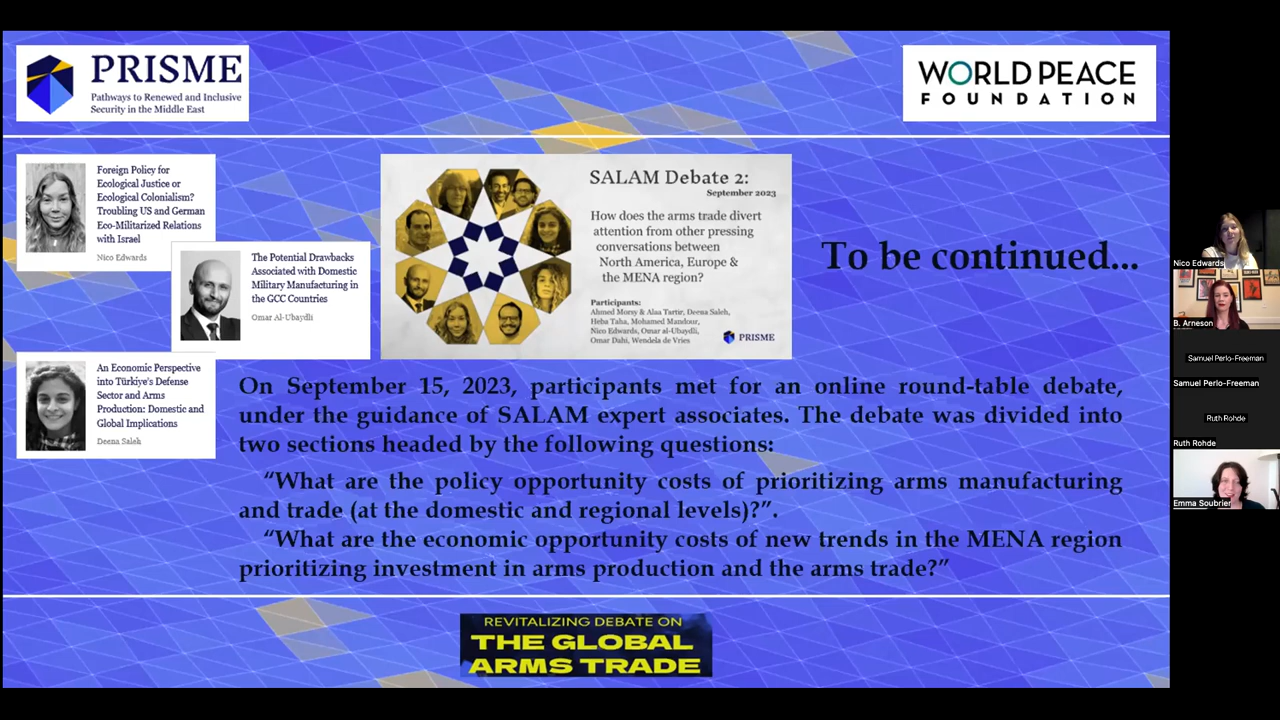 PRISME
Pathways to Renewed and Inclusive
Security in the Middle East
WORLD PEACE
FOUNDATION
Foreign Policy for
Ecological Justice or
Ecological Colonialism?
Troubling US and German
Eco-Militarized Relations
with Israel
Nico Edwards
The Potential Drawbacks
Associated with Domestic
Military Manufacturing in
the GCC Countries
Omar Al-Ubaydli
An Economic Perspective
into Türkiye's Defense
Sector and Arms
Production: Domestic and
Global Implications
Deena Saleh
SALAM Debate 2:
September 2023
How does the arms trade divert
attention from other pressing
conversations between
North America, Europe &
the MENA region?
Participants:
Ahmed Morsy & Alaa Tartir, Deena Saleh,
Heba Taha, Mohamed Mandour,
Nico Edwards, Omar al-Ubaydli,
Omar Dahi, Wendela de Vries
PRISME
To be continued...
On September 15, 2023, participants met for an online round-table debate,
under the guidance of SALAM expert associates. The debate was divided into
two sections headed by the following questions:
“What are the policy opportunity costs of prioritizing arms manufacturing
and trade (at the domestic and regional levels)?”.
“What are the economic opportunity costs of new trends in the MENA region
prioritizing investment in arms production and the arms trade?”
REVITALIZING DEBATE ON
THE GLOBAL
ARMS TRADE
Nico Edwards
B. Arneson
Samuel Perlo-Freeman
Samuel Perlo-Freeman
Ruth Rohde
Ruth Rohde
Emma Soubrier